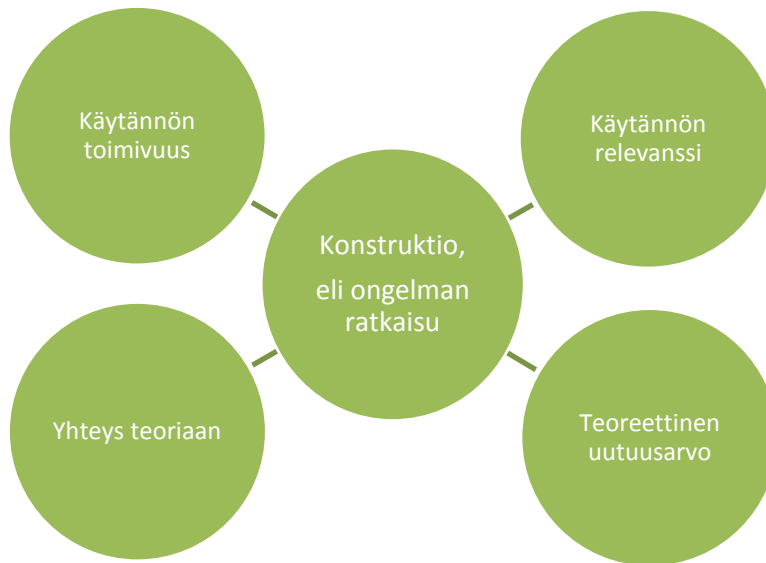 Käytännön
toimivuus
Käytännön
relevanssi
Konstruktio,
eli ongelman
ratkaisu
Yhteys teoriaan
Teoreettinen
uutuusarvo